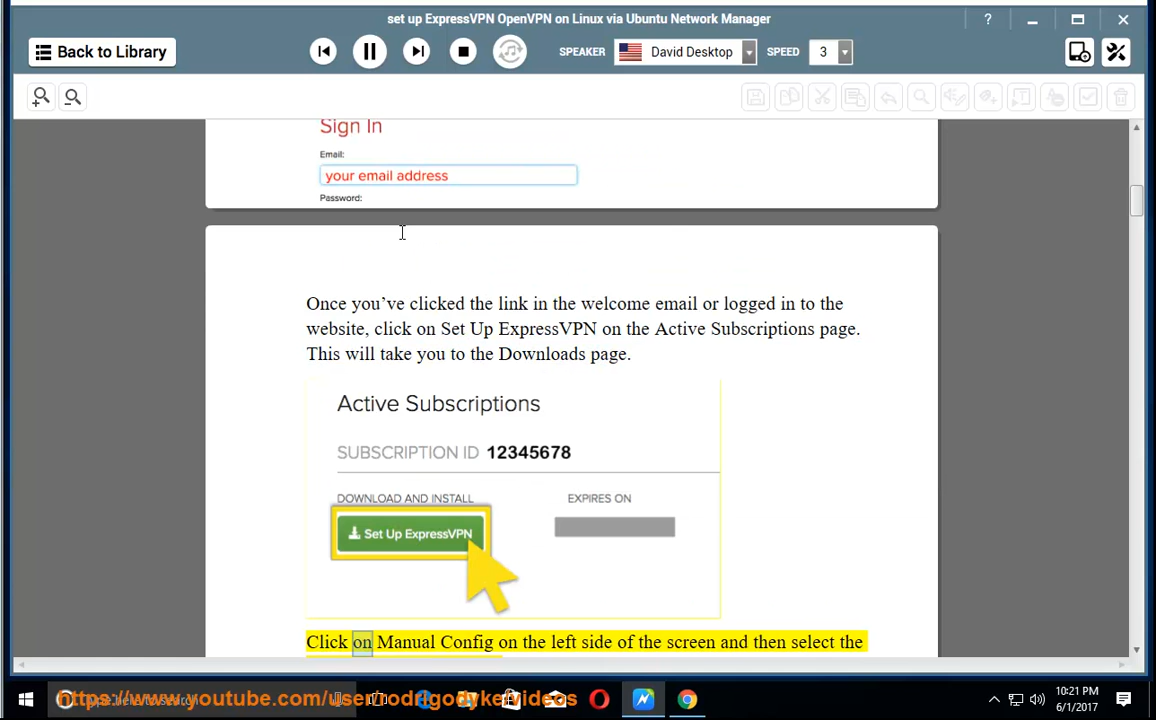 set up ExpressVPN OpenVPN on Linux via Ubuntu Network Manager
?
Back to Library
SPEAKER
David Desktop
SPEED
3
Sign In
Email:
your email address
Password:
Once you've clicked the link in the welcome email or logged in to the
website, click on Set Up ExpressVPN on the Active Subscriptions page.
This will take you to the Downloads page.
Active Subscriptions
SUBSCRIPTION ID 12345678
DOWNLOAD AND INSTALL
EXPIRES ON
Set Up ExpressVPN
Click on Manual Config on the left side of the screen and then select the
10:21 PM
6/1/2017